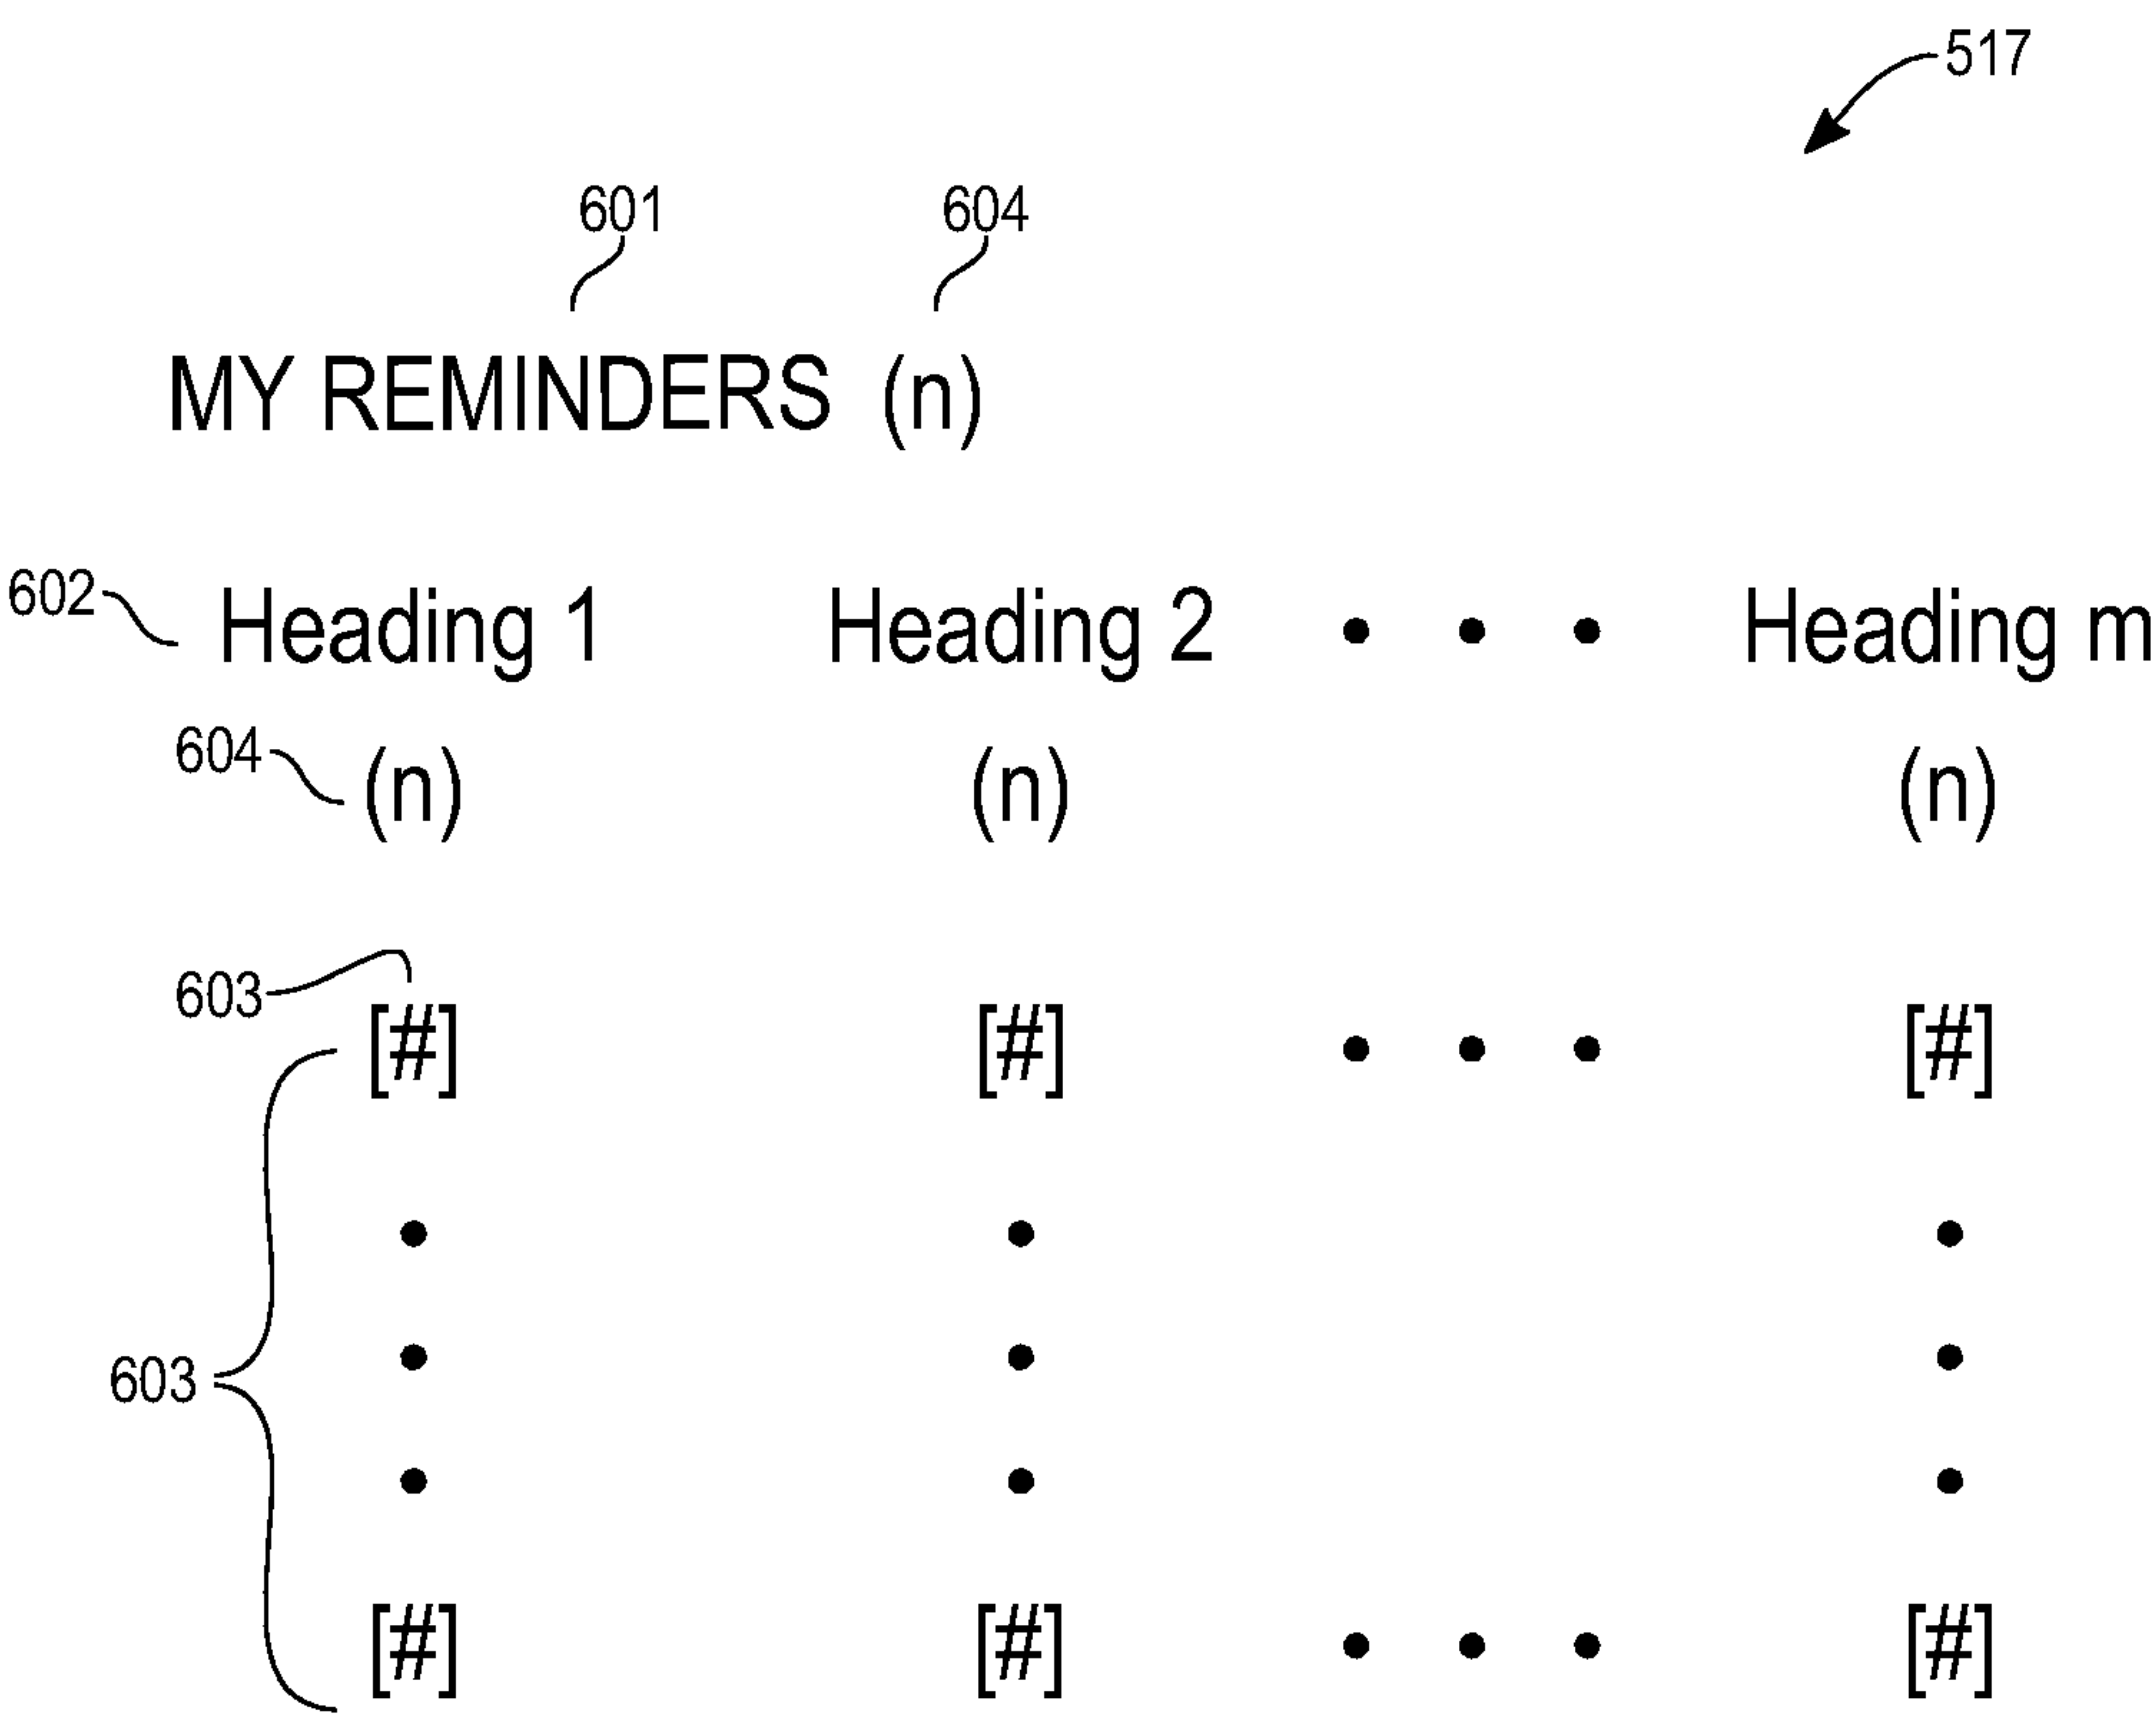 517
601 604
MY REMINDERS (n)
602 Heading 1 Heading 2 • • • Heading m
604 (n) (n) (n)
603
[#] [#] • • • [#]
• • •
• • •
603
• • •
[#] [#] • • • [#]